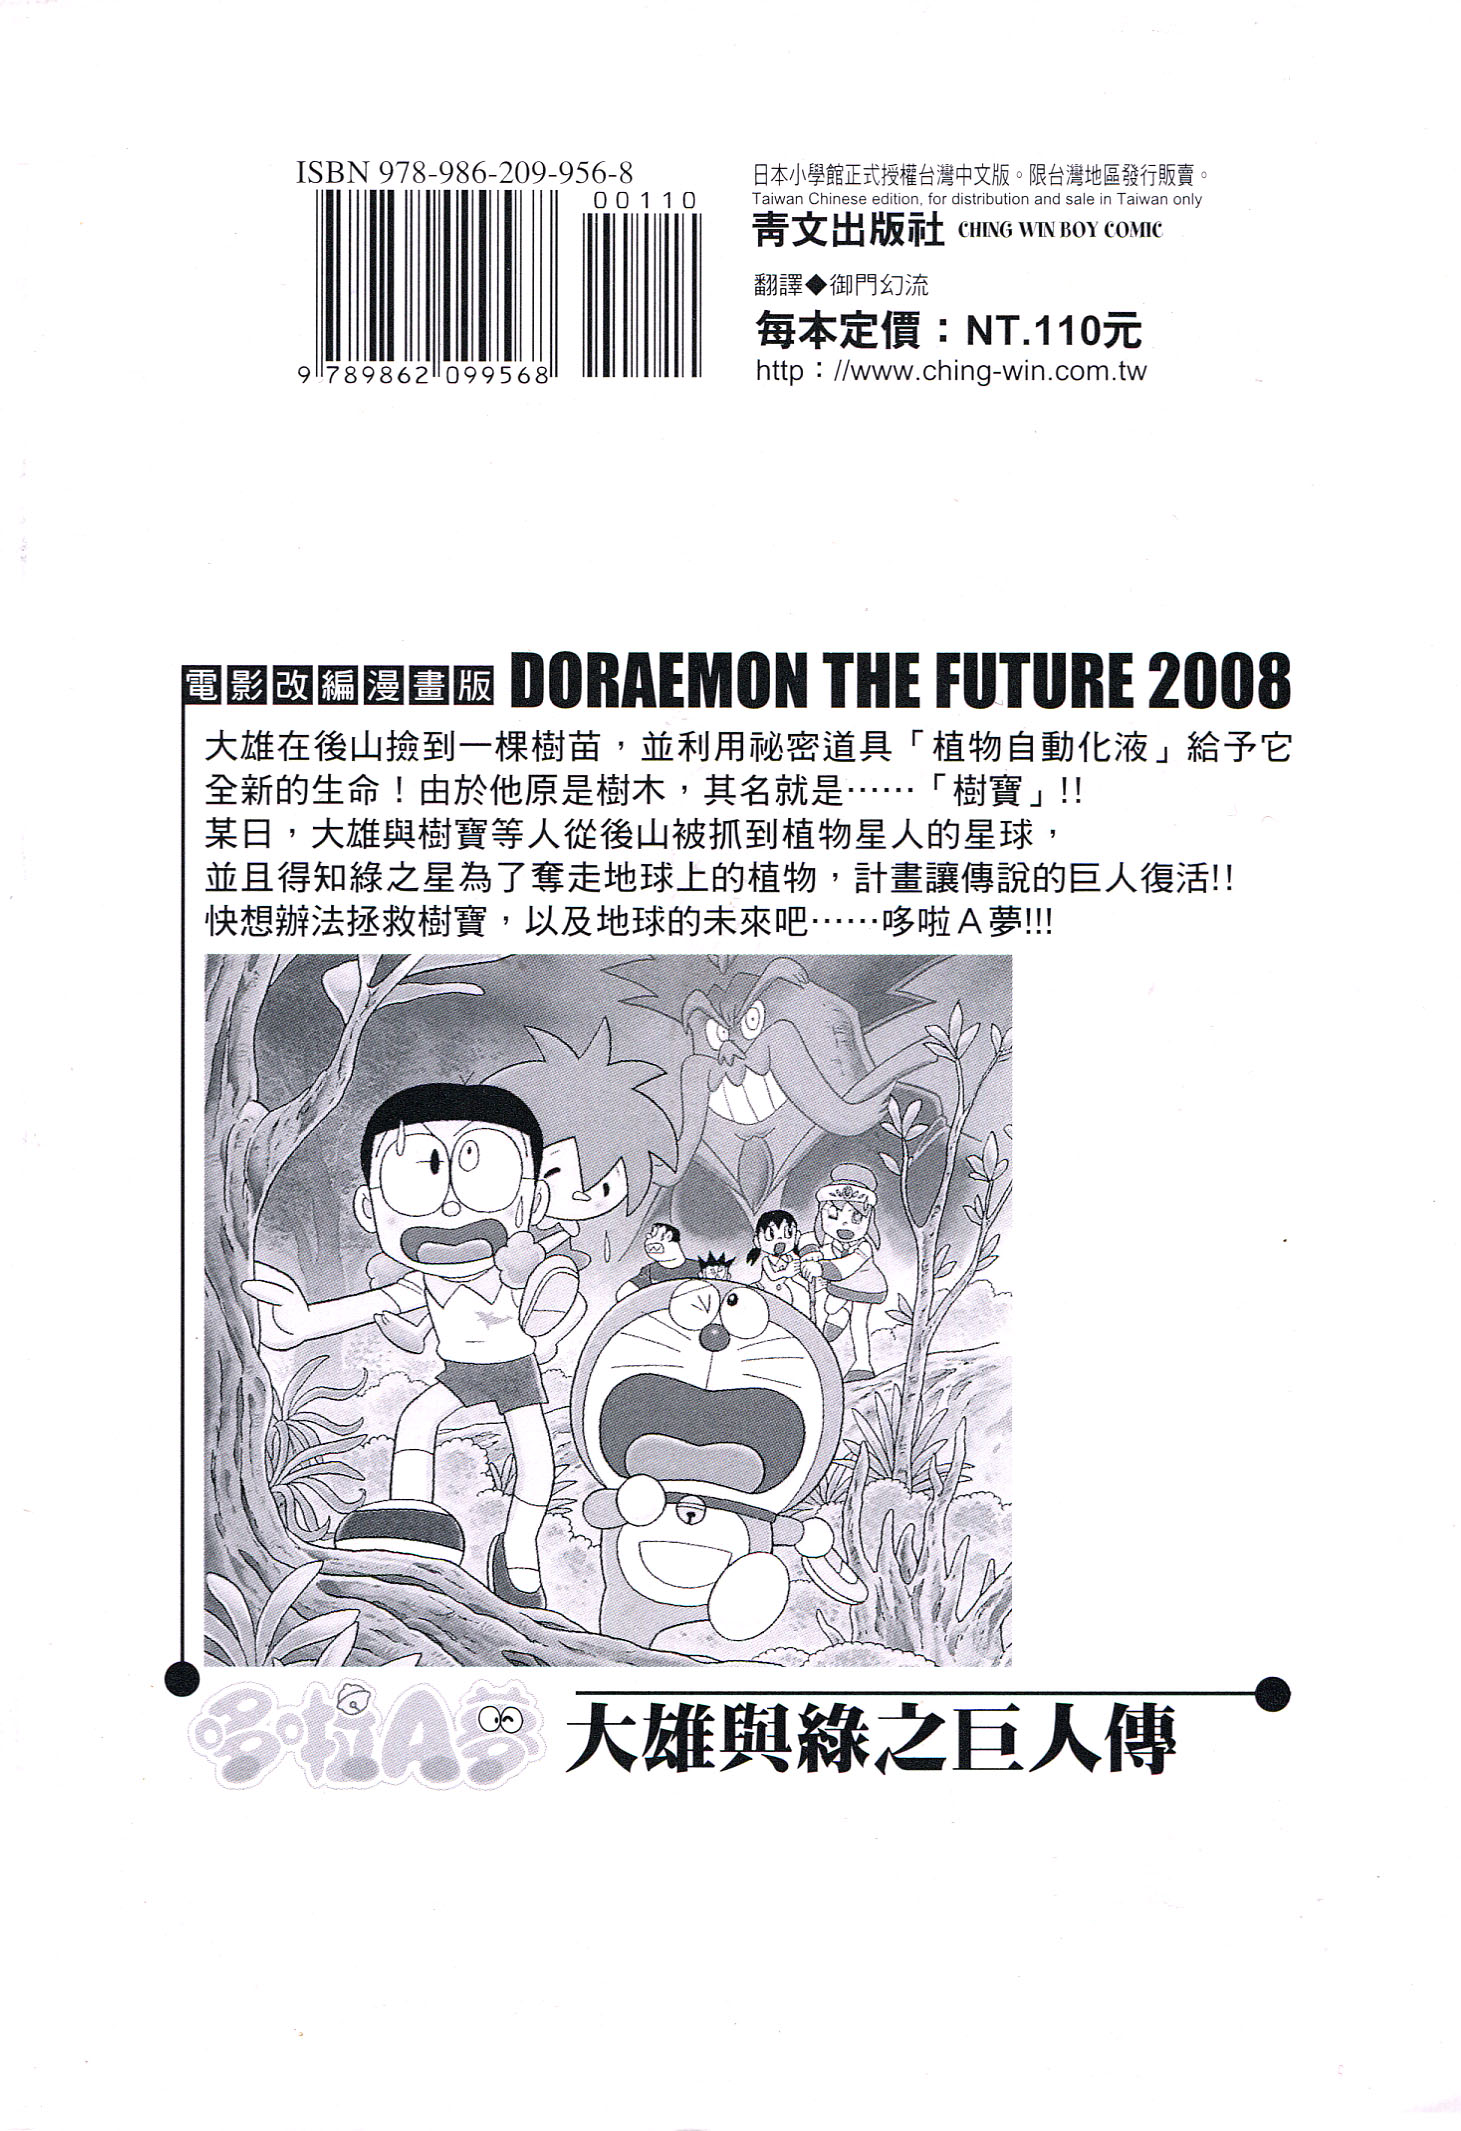 ISBN 978-986-209-956-8
00110
9 789862 099568
日本小學館正式授權台灣中文版。限台灣地區發行販賣。
Taiwan Chinese edition, for distribution and sale in Taiwan only
青文出版社 CHING WIN BOY COMIC
翻譯◆御門幻流
每本定價：NT.110元
http：//www.ching-win.com.tw
電影改編漫畫版 DORAEMON THE FUTURE 2008
大雄在後山撿到一棵樹苗，並利用祕密道具「植物自動化液」給予它
全新的生命！由於他原是樹木，其名就是……「樹寶」!!
某日，大雄與樹寶等人從後山被抓到植物星人的星球，
並且得知綠之星為了奪走地球上的植物，計畫讓傳說的巨人復活!!
快想辦法拯救樹寶，以及地球的未來吧……哆啦Ａ夢!!!
哆啦A夢 大雄與綠之巨人傳